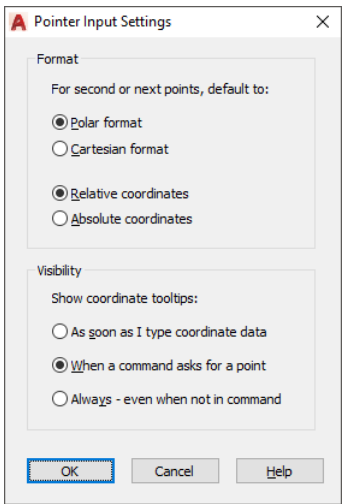 Pointer Input Settings
Format
For second or next points, default to:
Polar format
Cartesian format
Relative coordinates
Absolute coordinates
Visibility
Show coordinate tooltips:
As soon as I type coordinate data
When a command asks for a point
Always - even when not in command
OK Cancel Help